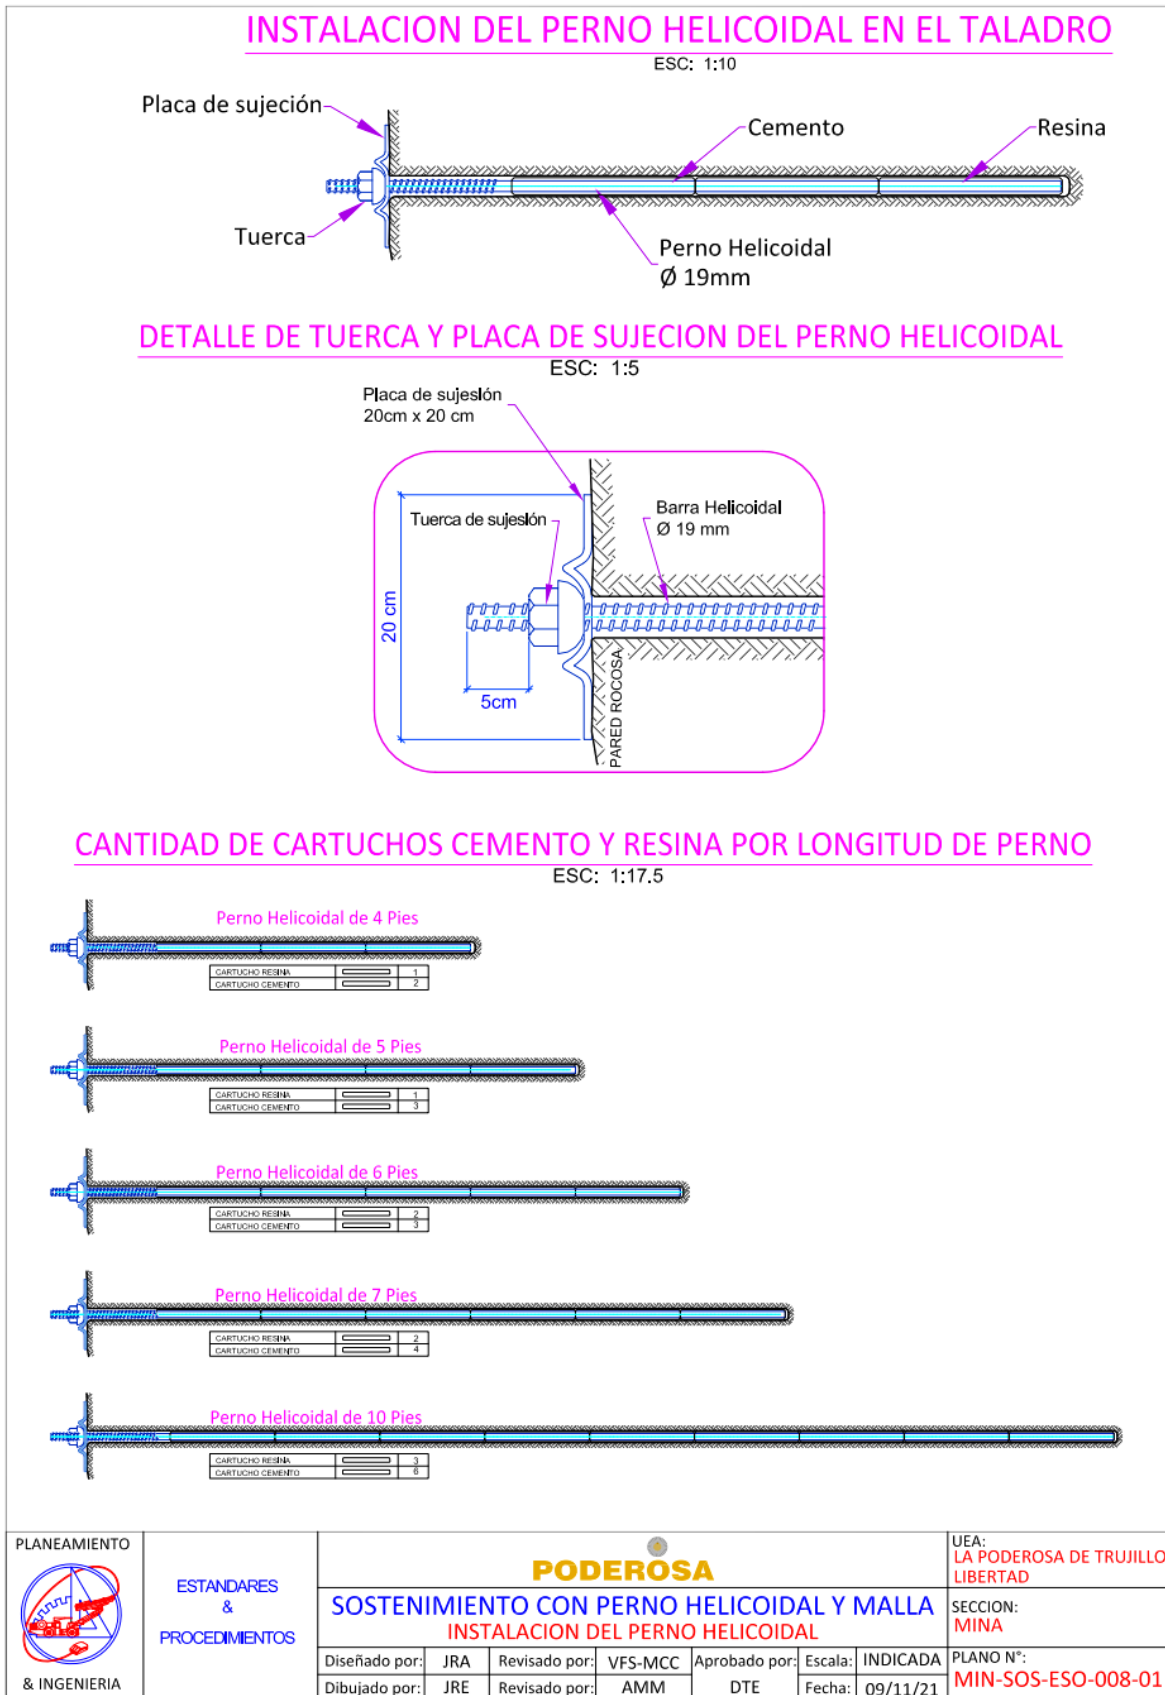 INSTALACION DEL PERNO HELICOIDAL EN EL TALADRO
ESC: 1:10
Placa de sujeción
Cemento
Resina
Tuerca
Perno Helicoidal
Ø 19mm
DETALLE DE TUERCA Y PLACA DE SUJECION DEL PERNO HELICOIDAL
ESC: 1:5
Placa de sujesión
20cm x 20 cm
Tuerca de sujesión
Barra Helicoidal
Ø 19 mm
20 cm
5cm
PARED ROCOSA
CANTIDAD DE CARTUCHOS CEMENTO Y RESINA POR LONGITUD DE PERNO
ESC: 1:17.5
Perno Helicoidal de 4 Pies
CARTUCHO RESINA 1
CARTUCHO CEMENTO 2
Perno Helicoidal de 5 Pies
CARTUCHO RESINA 1
CARTUCHO CEMENTO 3
Perno Helicoidal de 6 Pies
CARTUCHO RESINA 2
CARTUCHO CEMENTO 3
Perno Helicoidal de 7 Pies
CARTUCHO RESINA 2
CARTUCHO CEMENTO 4
Perno Helicoidal de 10 Pies
CARTUCHO RESINA 3
CARTUCHO CEMENTO 6
PLANEAMIENTO
& INGENIERIA
ESTANDARES
&
PROCEDIMIENTOS
PODEROSA
SOSTENIMIENTO CON PERNO HELICOIDAL Y MALLA
INSTALACION DEL PERNO HELICOIDAL
Diseñado por: JRA Revisado por: VFS-MCC Aprobado por: Escala: INDICADA
Dibujado por: JRE Revisado por: AMM DTE Fecha: 09/11/21
UEA:
LA PODEROSA DE TRUJILLO
LIBERTAD
SECCION:
MINA
PLANO N°:
MIN-SOS-ESO-008-01